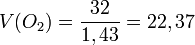 V(O₂) = 32/1,43 = 22,37